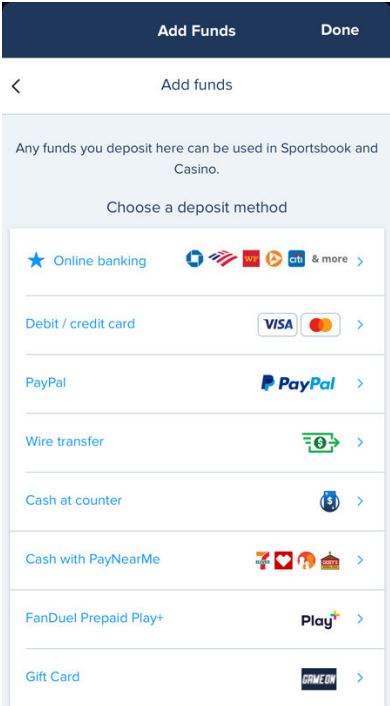 Add Funds Done
Add funds
Any funds you deposit here can be used in Sportsbook and
Casino.
Choose a deposit method
Online banking WF citi & more
Debit / credit card VISA
PayPal PayPal
Wire transfer
Cash at counter
Cash with PayNearMe
FanDuel Prepaid Play+ Play+
Gift Card GAME ON